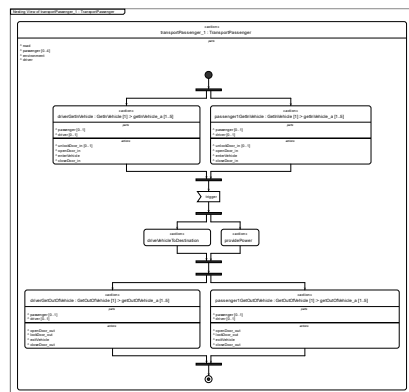 Nesting View of transportPassenger_1 : TransportPassenger
«action»
transportPassenger_1 : TransportPassenger
parts
^ road
^ passenger [0..4]
^ environment
^ driver
«action»
driverGetInVehicle : GetInVehicle [1] > getInVehicle_a [1..5]
parts
^ passenger [0..1]
^ driver [0..1]
actions
^ unlockDoor_in [0..1]
^ openDoor_in
^ enterVehicle
^ closeDoor_in
«action»
passenger1GetInVehicle : GetInVehicle [1] > getInVehicle_a [1..5]
parts
^ passenger [0..1]
^ driver [0..1]
actions
^ unlockDoor_in [0..1]
^ openDoor_in
^ enterVehicle
^ closeDoor_in
trigger
«action»
driveVehicleToDestination
«action»
providePower
«action»
driverGetOutOfVehicle : GetOutOfVehicle [1] > getOutOfVehicle_a [1..5]
parts
^ passenger [0..1]
^ driver [0..1]
actions
^ openDoor_out
^ lockDoor_out
^ exitVehicle
^ closeDoor_out
«action»
passenger1GetOutOfVehicle : GetOutOfVehicle [1] > getOutOfVehicle_a [1..5]
parts
^ passenger [0..1]
^ driver [0..1]
actions
^ openDoor_out
^ lockDoor_out
^ exitVehicle
^ closeDoor_out